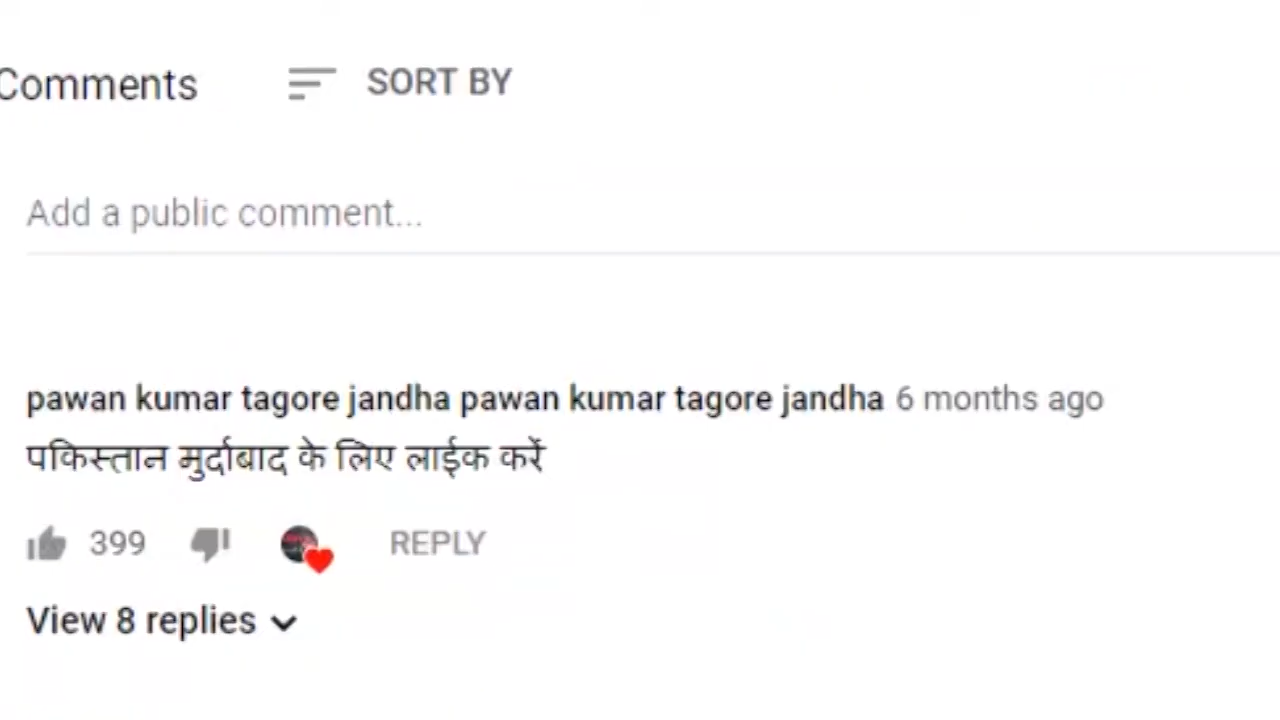 Comments SORT BY
Add a public comment...
pawan kumar tagore jandha pawan kumar tagore jandha 6 months ago
पकिस्तान मुर्दाबाद के लिए लाईक करें
399 REPLY
View 8 replies